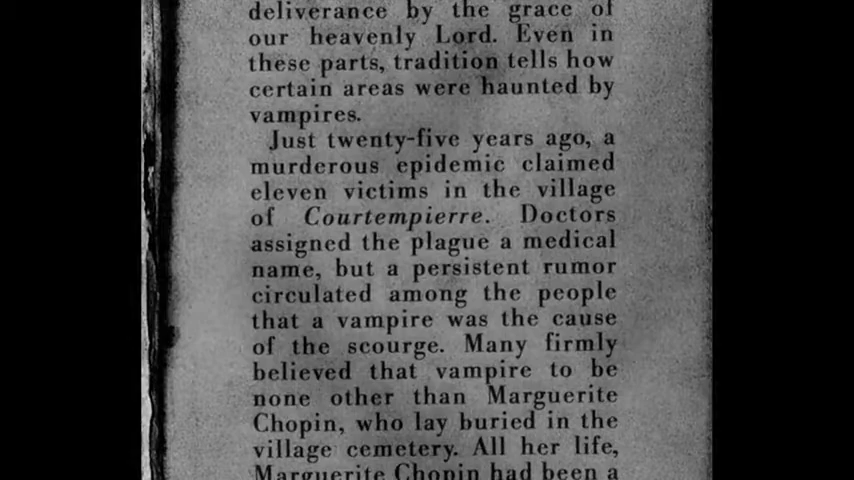 deliverance by the grace of
our heavenly Lord. Even in
these parts, tradition tells how
certain areas were haunted by
vampires.
Just twenty-five years ago, a
murderous epidemic claimed
eleven victims in the village
of Courtempierre. Doctors
assigned the plague a medical
name, but a persistent rumor
circulated among the people
that a vampire was the cause
of the scourge. Many firmly
believed that vampire to be
none other than Marguerite
Chopin, who lay buried in the
village cemetery. All her life,
Marguerite Chopin had been a